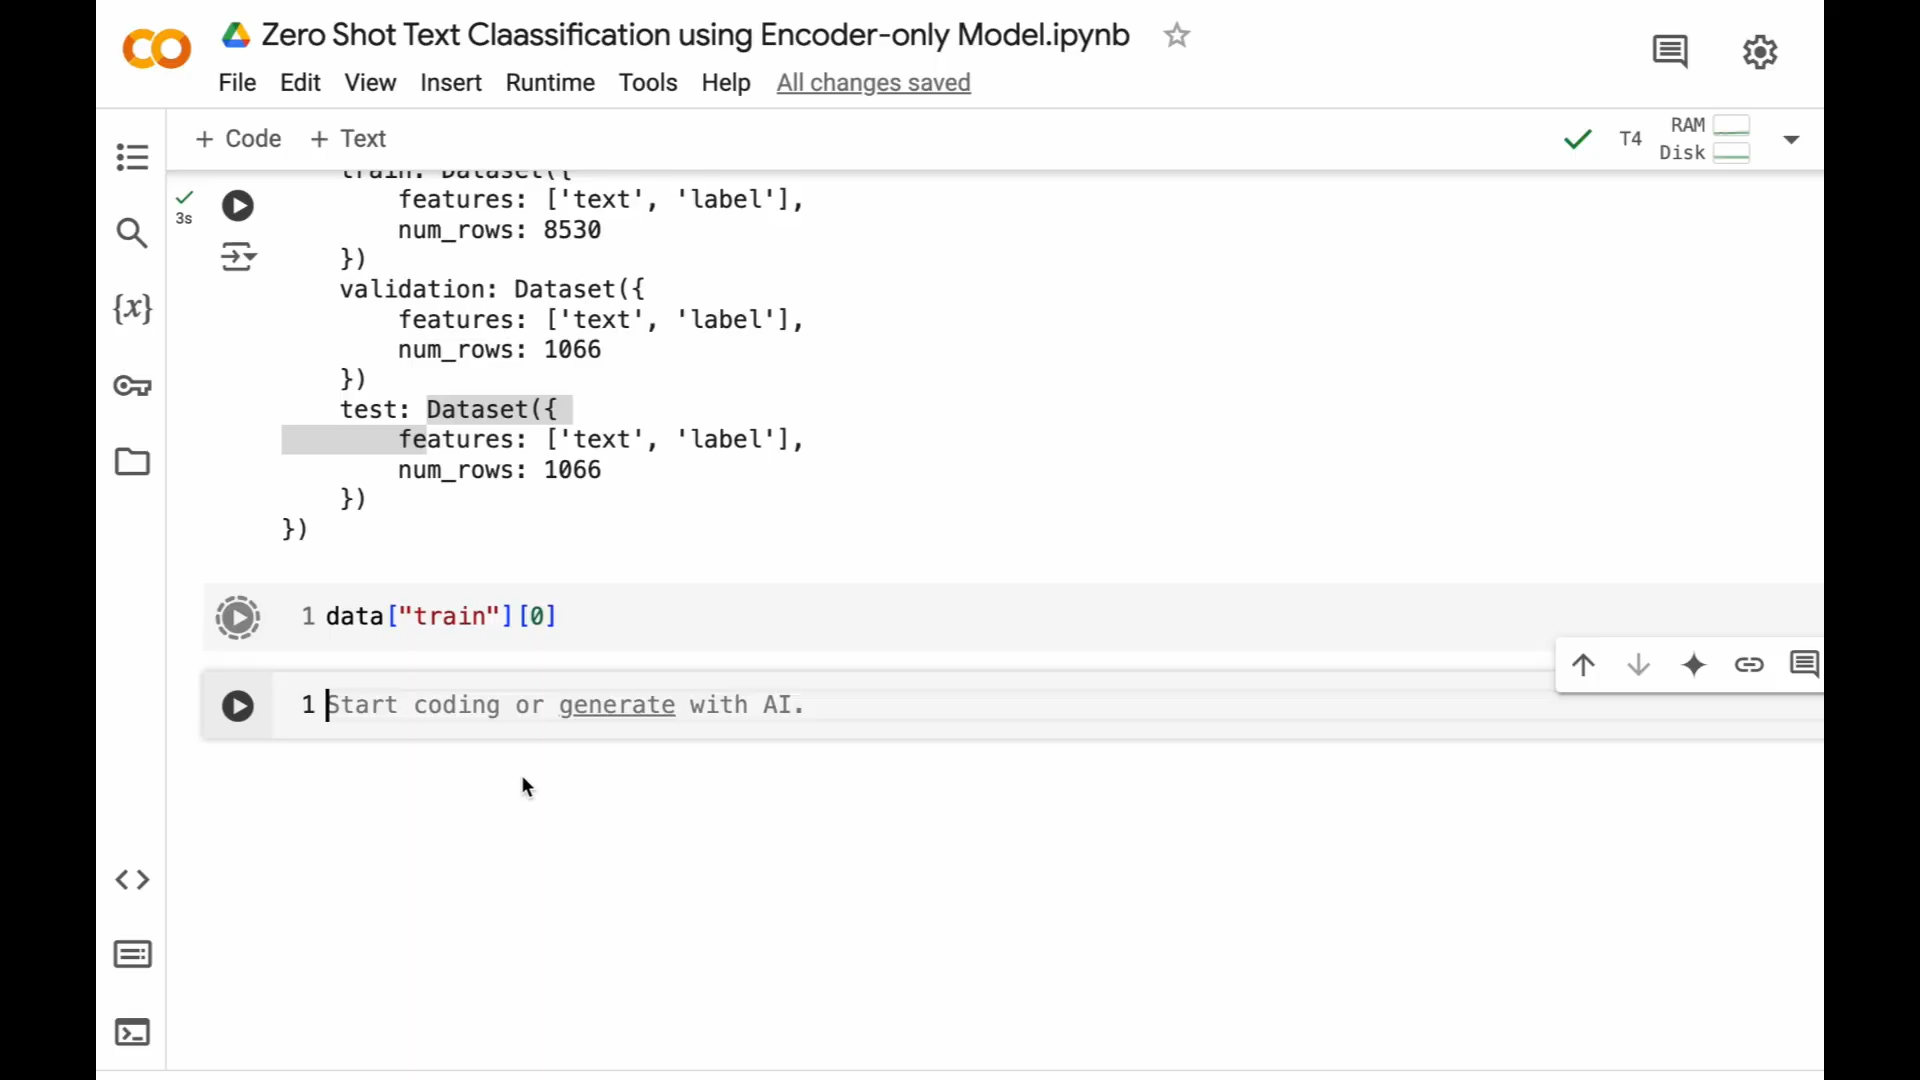 Zero Shot Text Claassification using Encoder-only Model.ipynb
File Edit View Insert Runtime Tools Help All changes saved
+ Code + Text
T4 RAM
Disk
train: Dataset({
features: ['text', 'label'],
3s
num_rows: 8530
})
validation: Dataset({
features: ['text', 'label'],
num_rows: 1066
})
test: Dataset({
features: ['text', 'label'],
num_rows: 1066
})
})
1 data["train"][0]
1 Start coding or generate with AI.